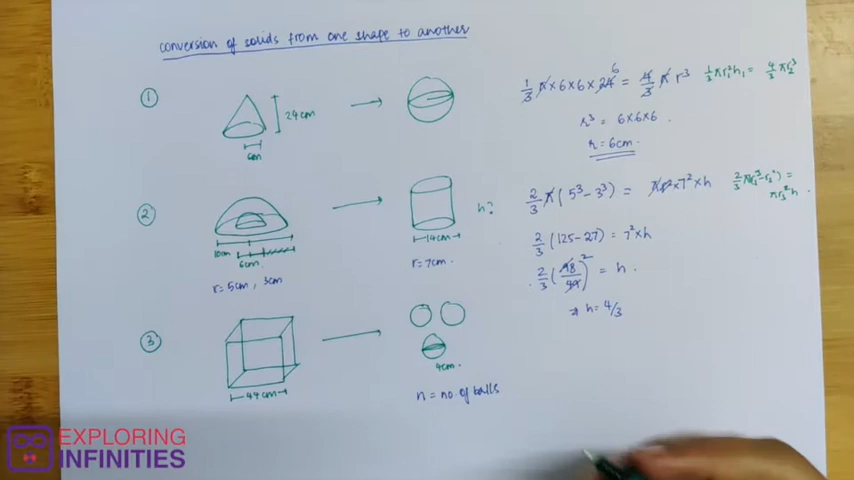 conversion of solids from one shape to another
①
24cm
6cm
1/3 π × 6 × 6 × 24 6 = 4/3 π r³
1/3 πr₁²h₁ = 4/3 πr₂³
r³ = 6×6×6
r = 6cm
②
10cm
6cm
r = 5cm, 3cm
14cm
r = 7cm
h?
2/3 π (5³ - 3³) = πr² × 7² × h
2/3 π(r₁³ - r₂³) =
πr₃²h
2/3 (125 - 27) = 7² × h
2/3 (98/49)² = h
⇒ h = 4/3
③
44cm
4cm
n = no. of balls
EXPLORING
INFINITIES